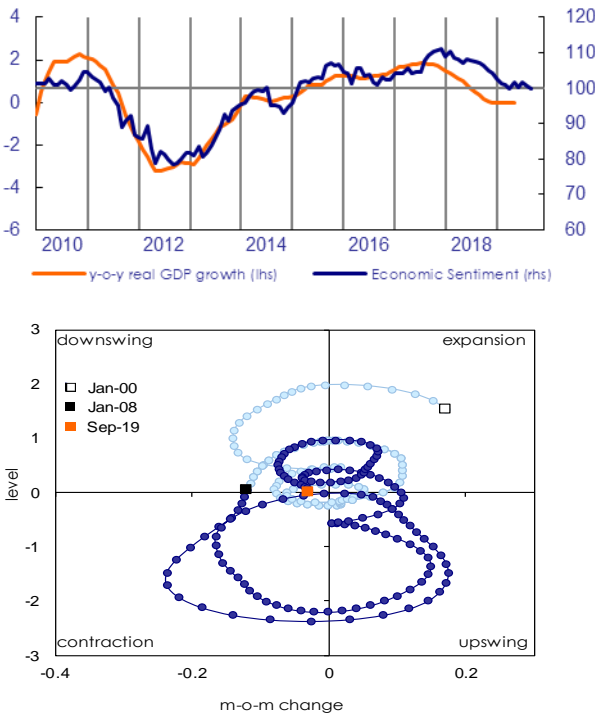 4
120
2
110
0
100
-2
90
-4
80
-6
70
60
2010 2012 2014 2016 2018
y-o-y real GDP growth (lhs) Economic Sentiment (rhs)
3
downswing expansion
2
Jan-00
Jan-08
Sep-19
1
level
0
-1
-2
contraction upswing
-3
-0.4 -0.2 0 0.2
m-o-m change